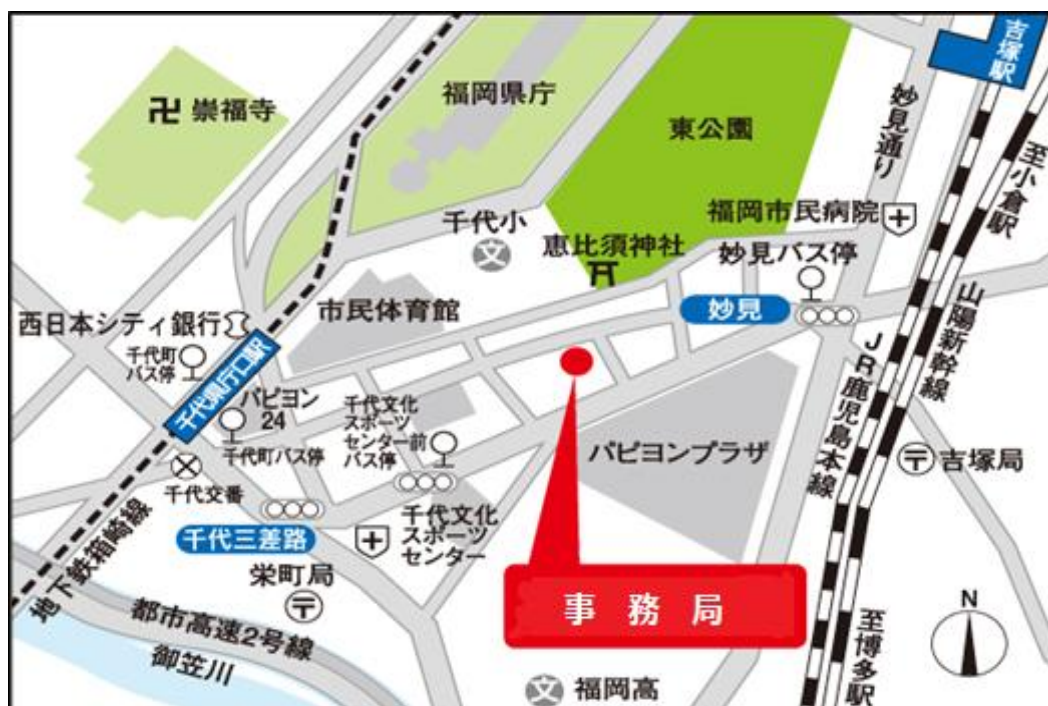 吉塚駅
福岡県庁
卍 崇福寺
東公園
妙見通り
至小倉駅
千代小
文
福岡市民病院
恵比須神社
妙見バス停
妙見
市民体育館
西日本シティ銀行
千代町
バス停
千代県庁口駅
山陽新幹線
JR鹿児島本線
パピヨン
24
千代町バス停
千代文化
スポーツ
センター前
バス停
パピヨンプラザ
〒吉塚局
千代交番
千代三差路
千代文化
スポーツ
センター
地下鉄箱崎線
栄町局
〒
事務局
N
都市高速2号線
御笠川
至博多駅
文 福岡高